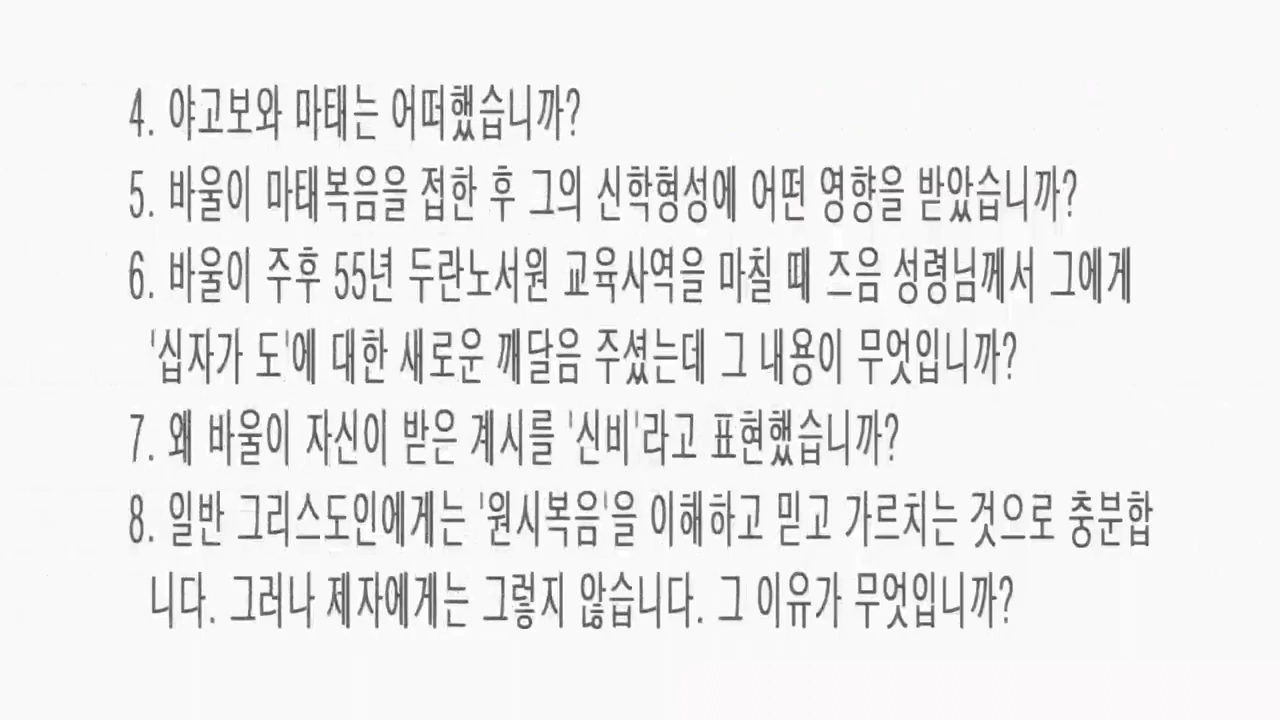 4. 야고보와 마태는 어떠했습니까?
5. 바울이 마태복음을 접한 후 그의 신학형성에 어떤 영향을 받았습니까?
6. 바울이 주후 55년 두란노서원 교육사역을 마칠 때 즈음 성령님께서 그에게
'십자가 도'에 대한 새로운 깨달음 주셨는데 그 내용이 무엇입니까?
7. 왜 바울이 자신이 받은 계시를 '신비'라고 표현했습니까?
8. 일반 그리스도인에게는 '원시복음'을 이해하고 믿고 가르치는 것으로 충분합
니다. 그러나 제자에게는 그렇지 않습니다. 그 이유가 무엇입니까?